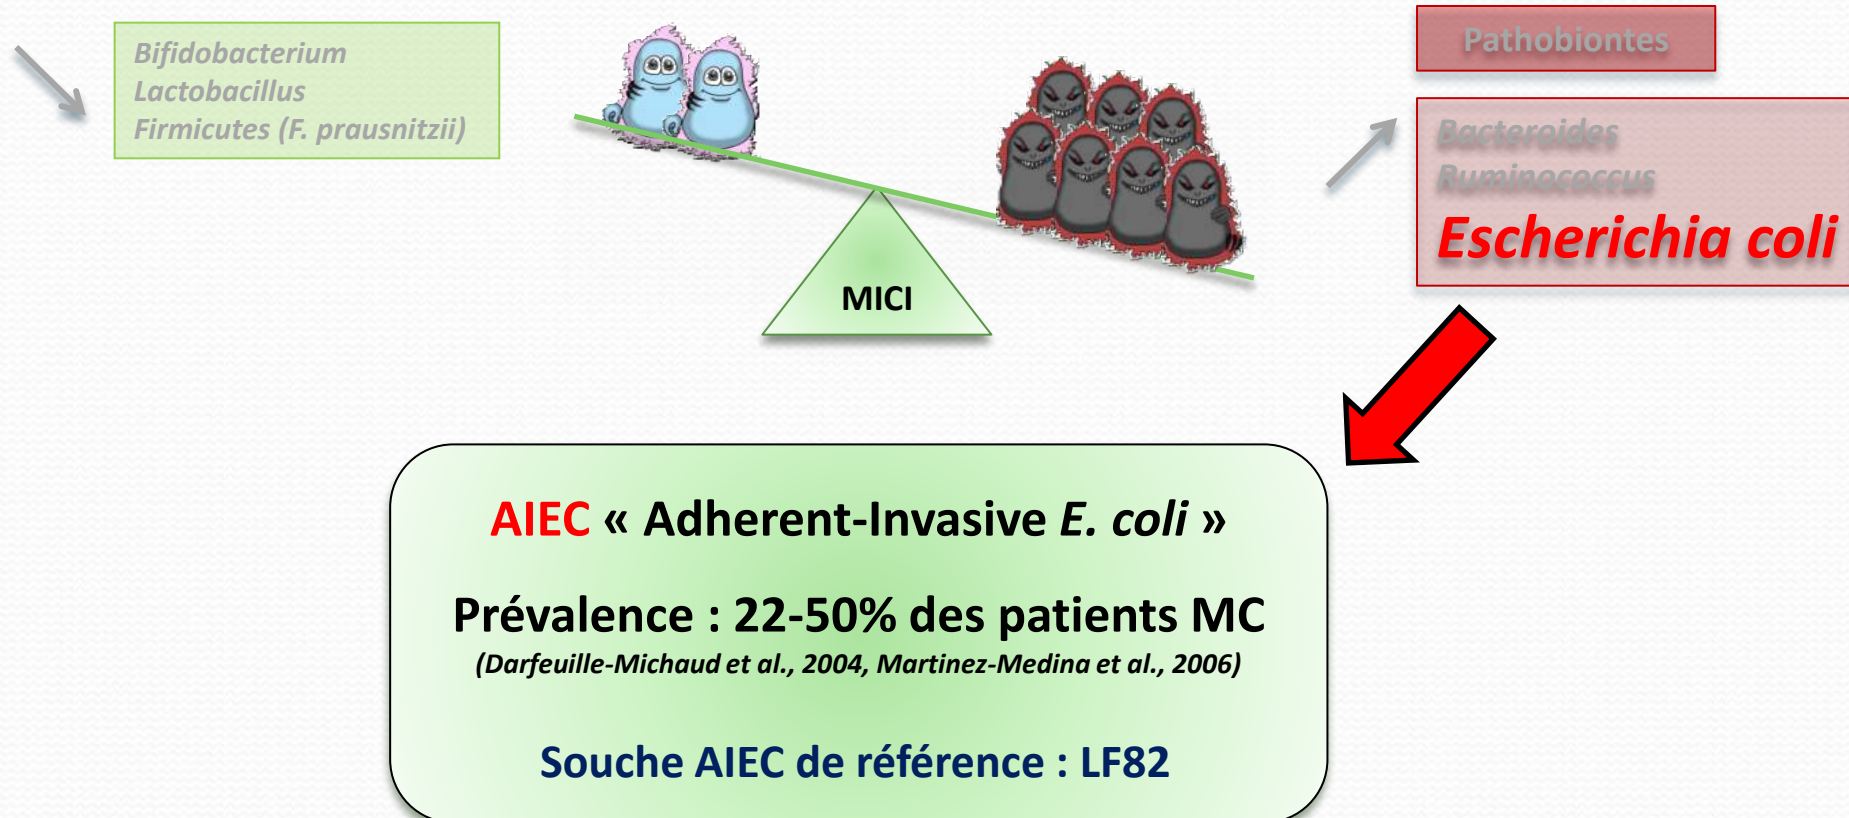 Bifidobacterium
Lactobacillus
Firmicutes (F. prausnitzii)
Pathobiontes
Bacteroides
Ruminococcus
Escherichia coli
MICI
AIEC « Adherent-Invasive E. coli »
Prévalence : 22-50% des patients MC
(Darfeuille-Michaud et al., 2004, Martinez-Medina et al., 2006)
Souche AIEC de référence : LF82